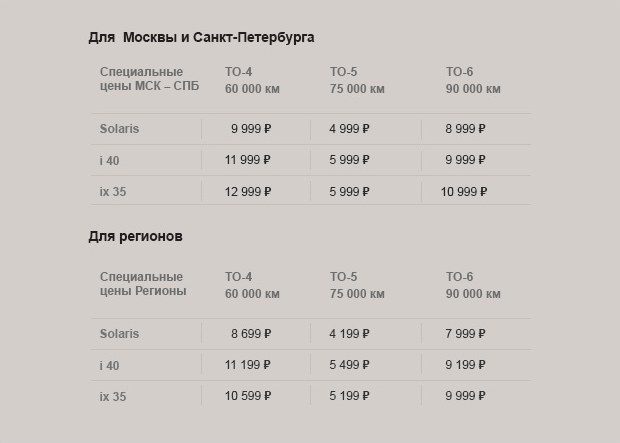 Для Москвы и Санкт-Петербурга
Специальные цены МСК – СПБ ТО-4 60 000 км ТО-5 75 000 км ТО-6 90 000 км
Solaris 9 999 ₽ 4 999 ₽ 8 999 ₽
i 40 11 999 ₽ 5 999 ₽ 9 999 ₽
ix 35 12 999 ₽ 5 999 ₽ 10 999 ₽
Для регионов
Специальные цены Регионы ТО-4 60 000 км ТО-5 75 000 км ТО-6 90 000 км
Solaris 8 699 ₽ 4 199 ₽ 7 999 ₽
i 40 11 199 ₽ 5 499 ₽ 9 199 ₽
ix 35 10 599 ₽ 5 199 ₽ 9 999 ₽